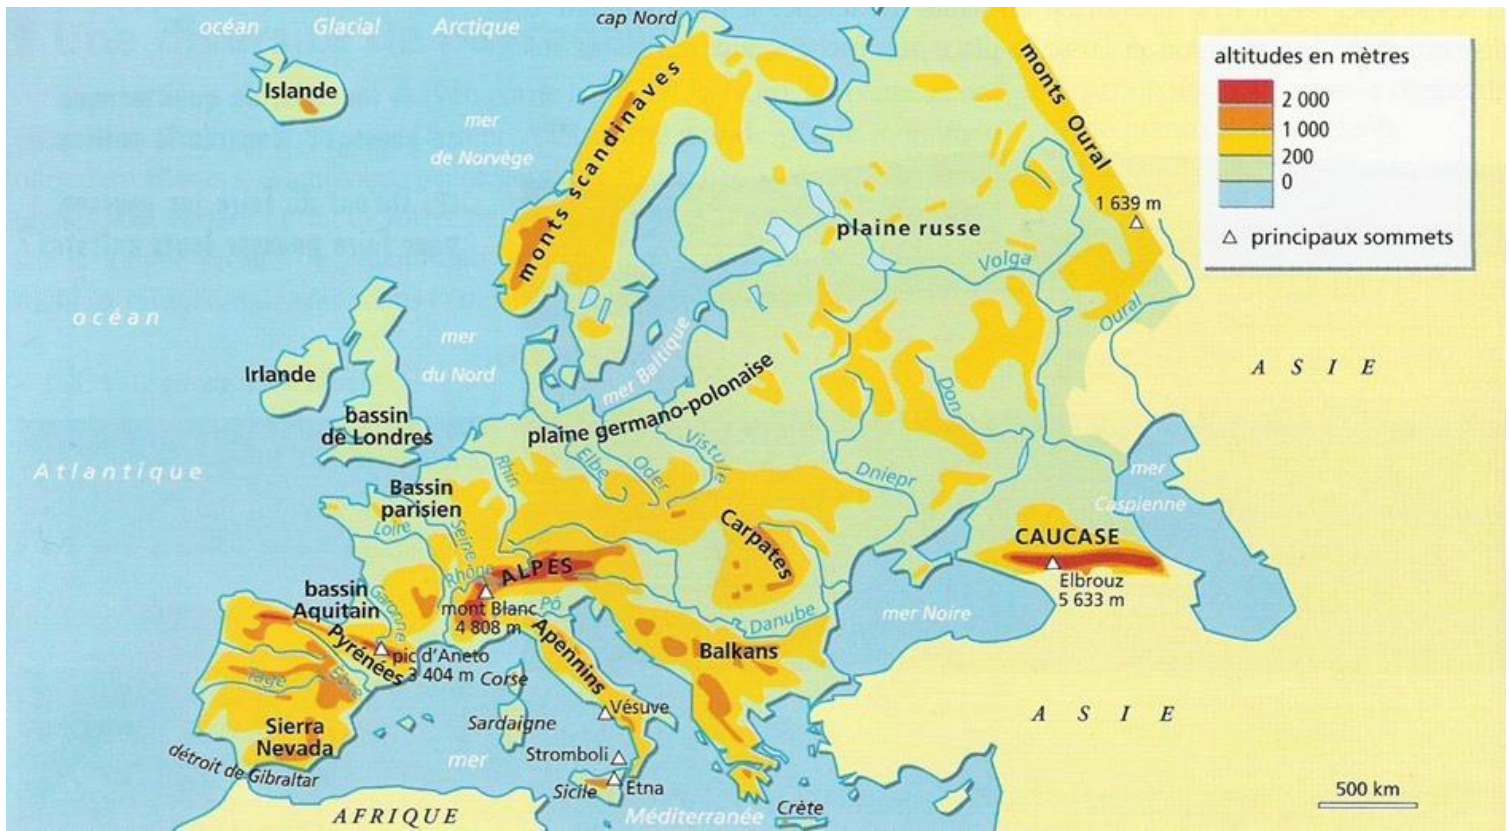 océan Glacial Arctique
cap Nord
Islande
mer
de Norvège
monts scandinaves
monts Oural
1 639 m
altitudes en mètres
2 000
1 000
200
0
principaux sommets
plaine russe
Volga
Oural
océan
Atlantique
mer
du Nord
mer Baltique
Irlande
bassin
de Londres
plaine germano-polonaise
A S I E
Don
Rhin
Elbe
Oder
Vistule
Dniepr
mer
Caspienne
Bassin
parisien
Loire
Seine
Carpates
CAUCASE
Elbrouz
5 633 m
Rhône
ALPES
mont Blanc
4 808 m
bassin
Aquitain
Garonne
Pô
Danube
mer Noire
Pyrénées
pic d'Aneto
3 404 m
Corse
Apennins
Balkans
Tage
Èbre
Sierra
Nevada
Sardaigne
Vésuve
Stromboli
Etna
Sicile
A S I E
détroit de Gibraltar
mer
Méditerranée
Crète
AFRIQUE
500 km